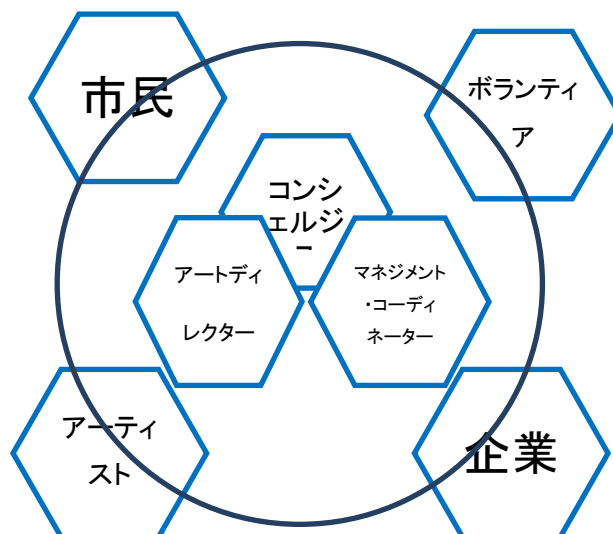 市民
ボランティ
ア
コンシ
ェルジ
ー
アートディ
レクター
マネジメント
・コーディ
ネーター
アーティ
スト
企業